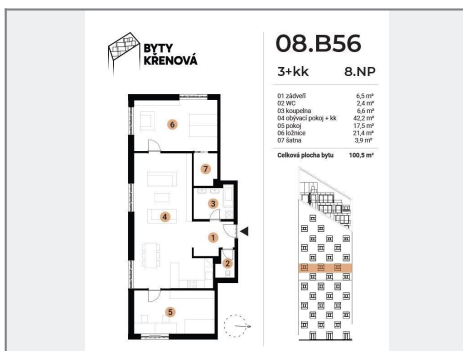 BYTY
KŘENOVÁ
08.B56
3+kk 8.NP
01 zádveří 6,5 m²
02 WC 2,4 m²
03 koupelna 6,6 m²
04 obývací pokoj + kk 42,2 m²
05 pokoj 17,5 m²
06 ložnice 21,4 m²
07 šatna 3,9 m²
Celková plocha bytu 100,5 m²
6
7
3
4
1
2
5